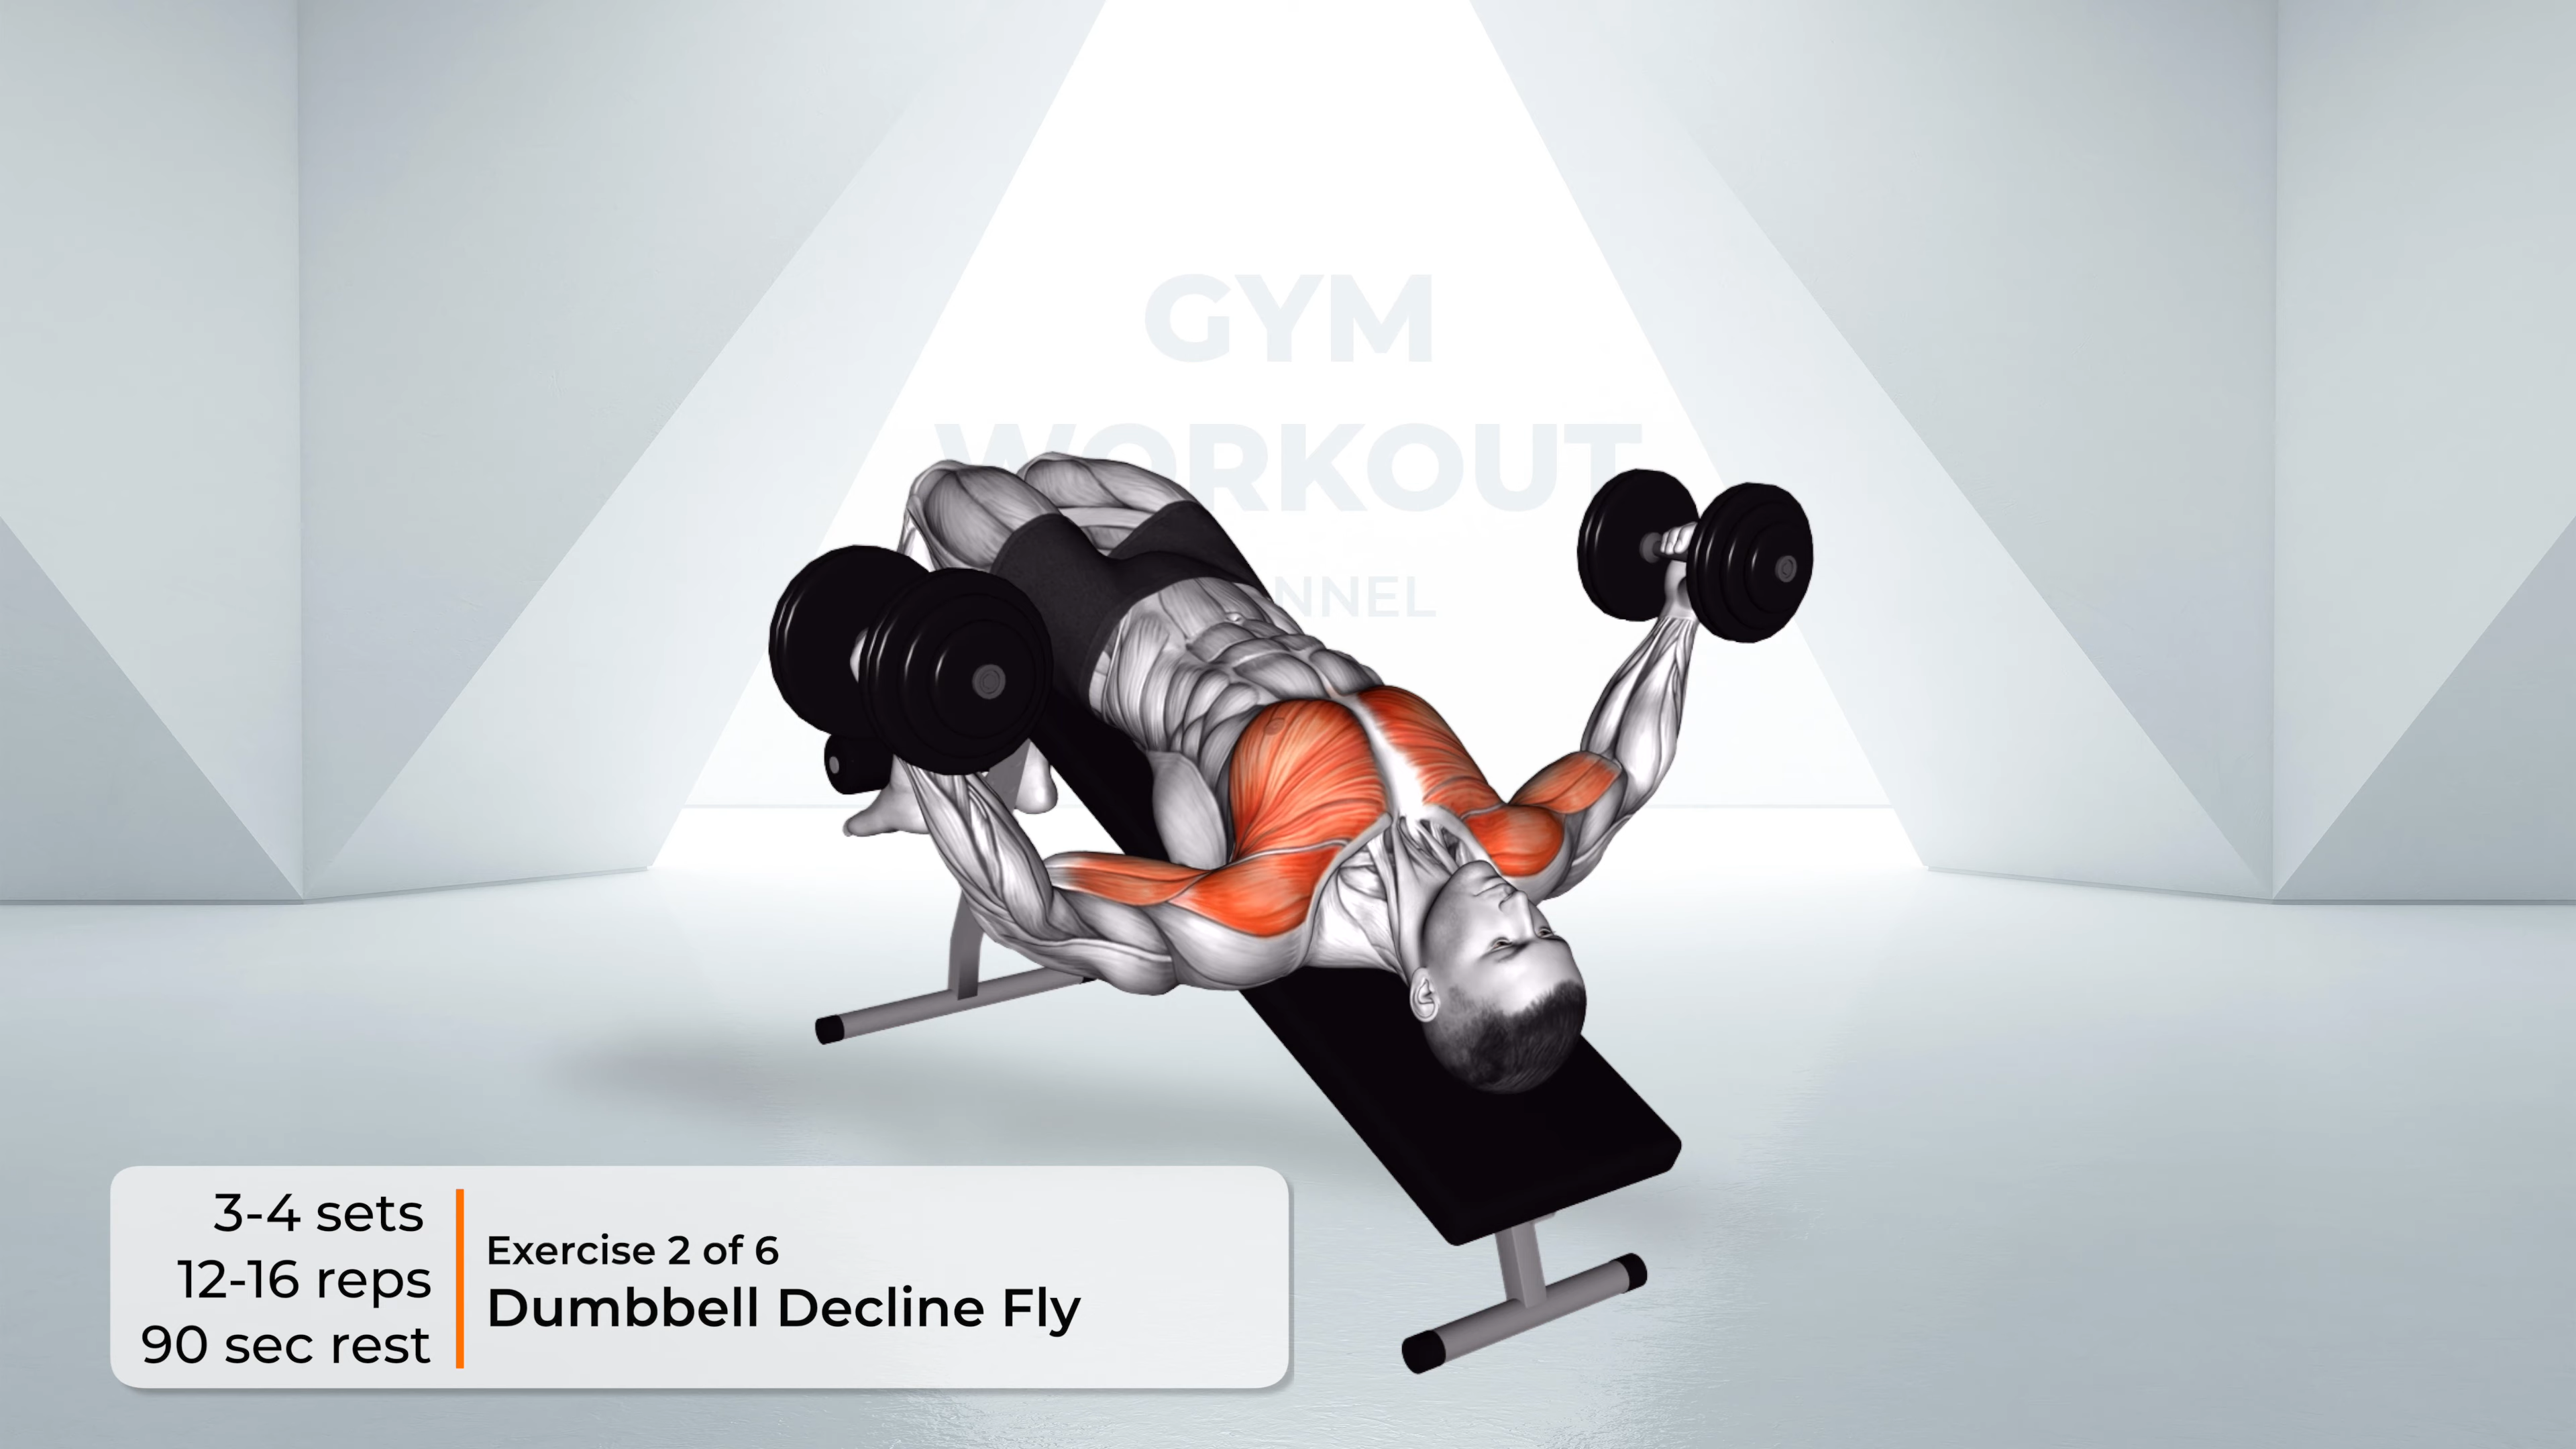 GYM
WORKOUT
NNEL
3-4 sets
12-16 reps
90 sec rest
Exercise 2 of 6
Dumbbell Decline Fly